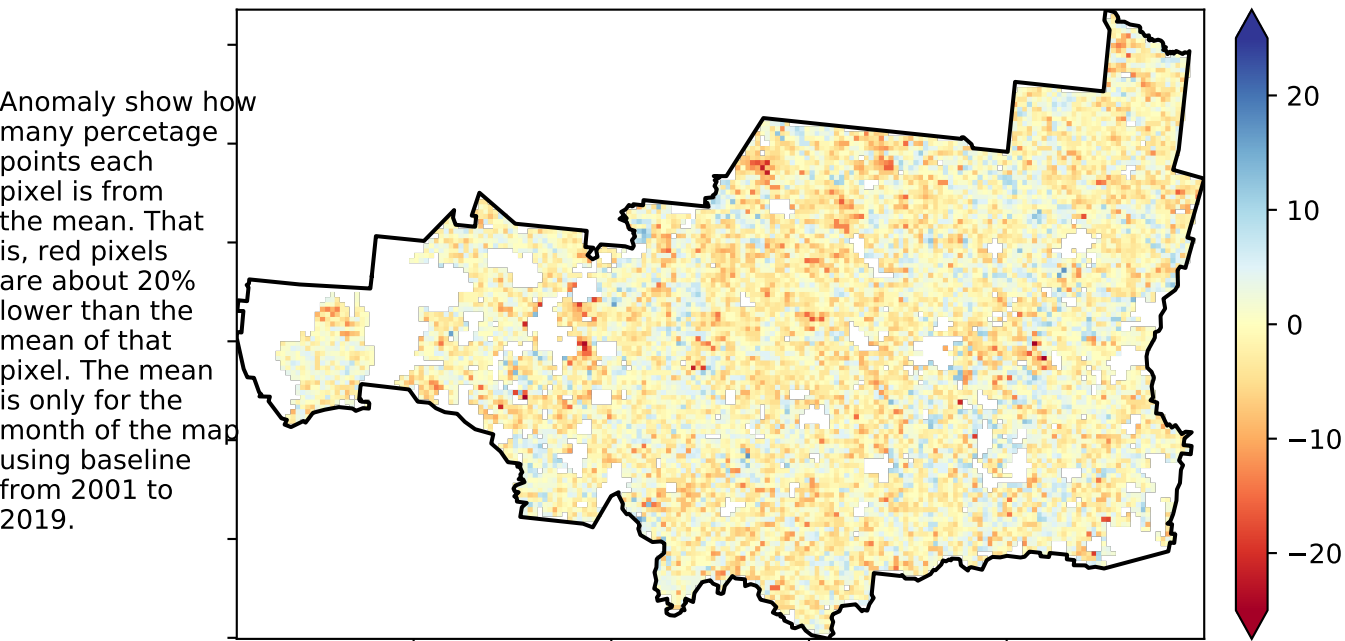 Anomaly show how
many percetage
points each
pixel is from
the mean. That
is, red pixels
are about 20%
lower than the
mean of that
pixel. The mean
is only for the
month of the map
using baseline
from 2001 to
2019.
20
10
0
−10
−20